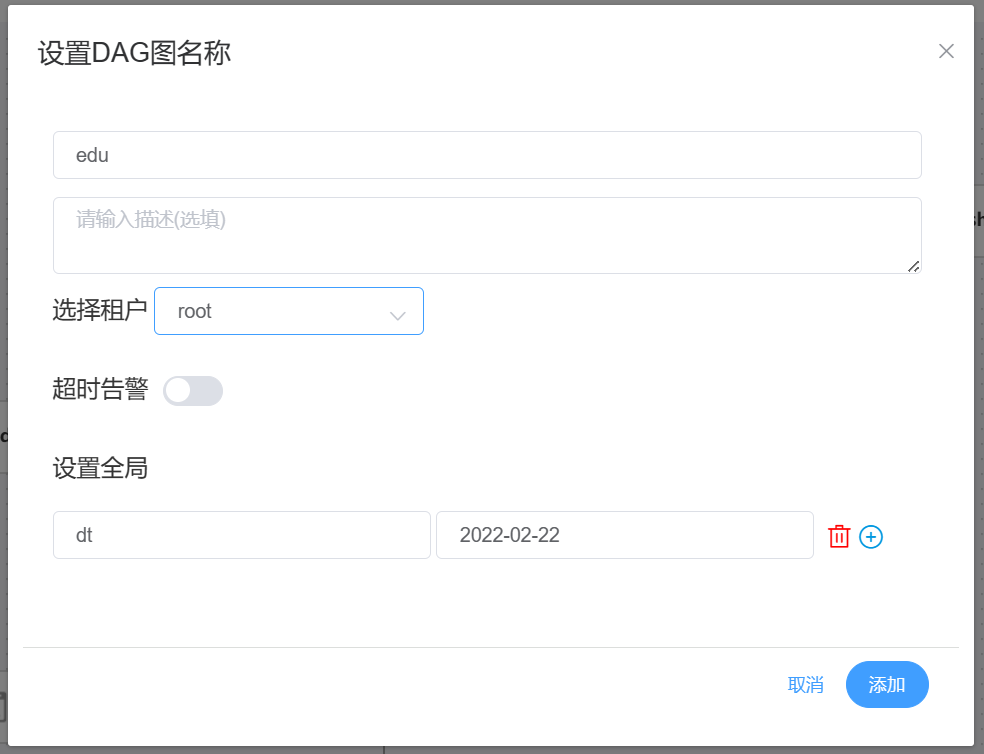 设置DAG图名称
edu
请输入描述(选填)
选择租户 root
超时告警
设置全局
dt 2022-02-22
取消 添加